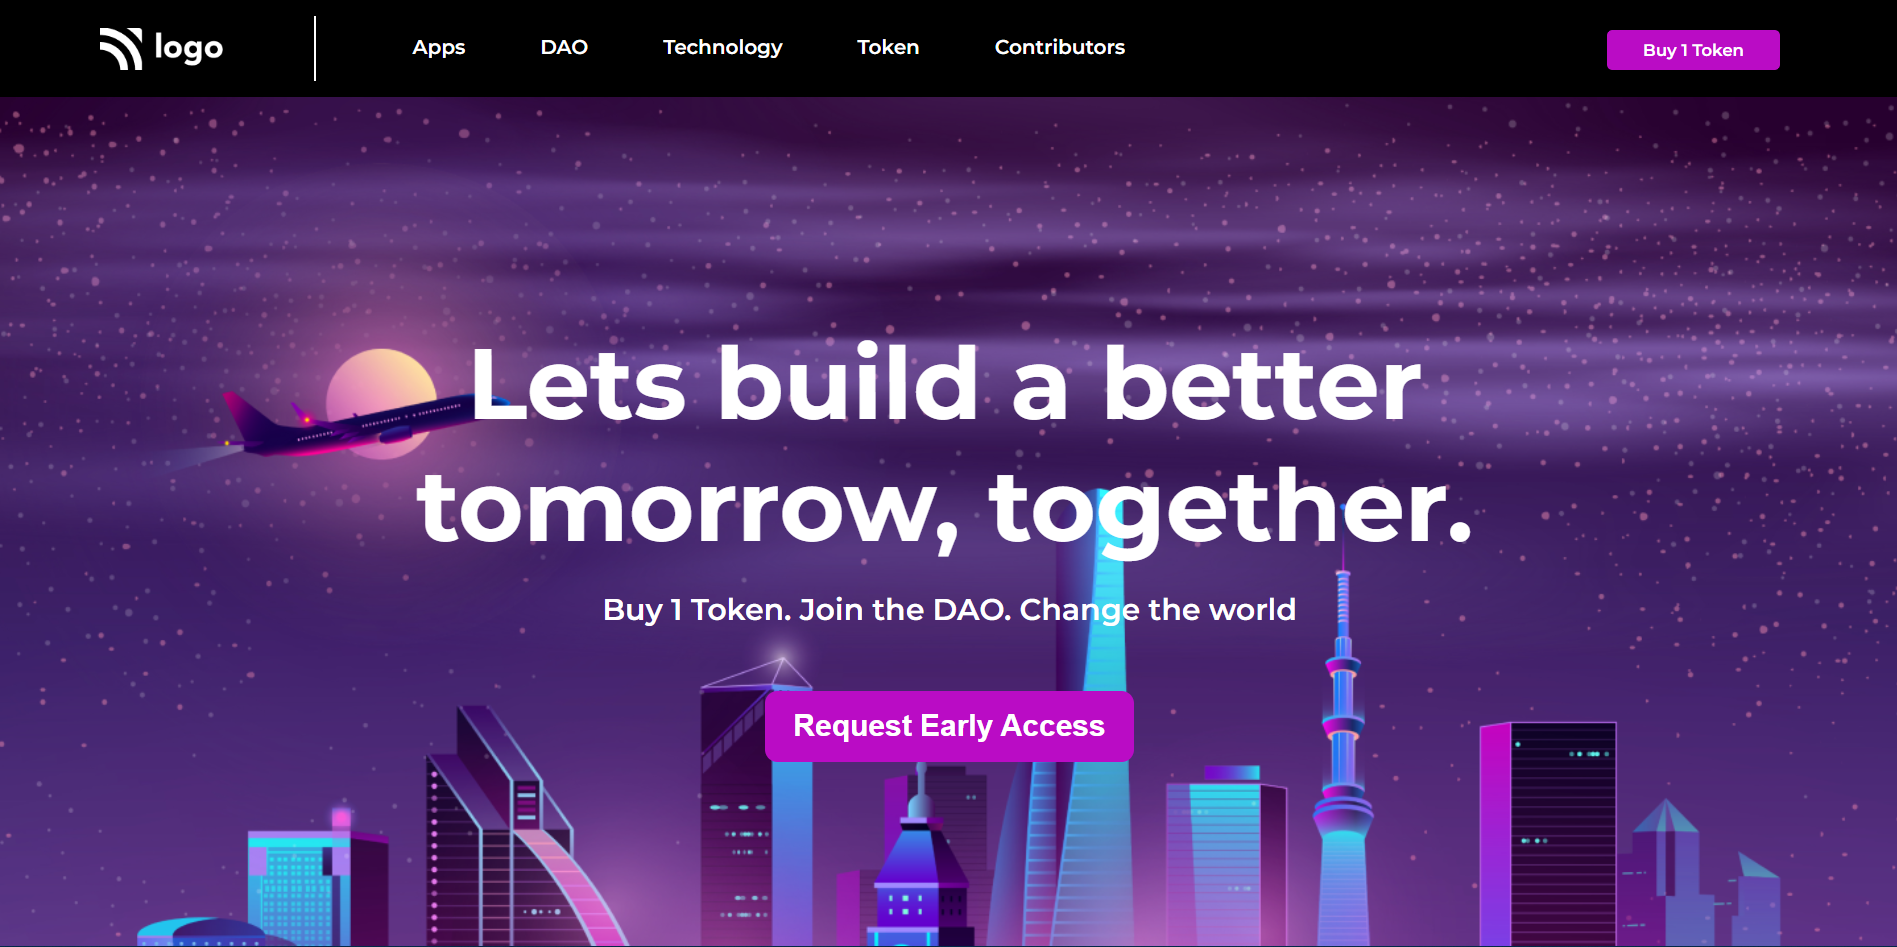 logo
Apps
DAO
Technology
Token
Contributors
Buy 1 Token
Lets build a better
tomorrow, together.
Buy 1 Token. Join the DAO. Change the world
Request Early Access